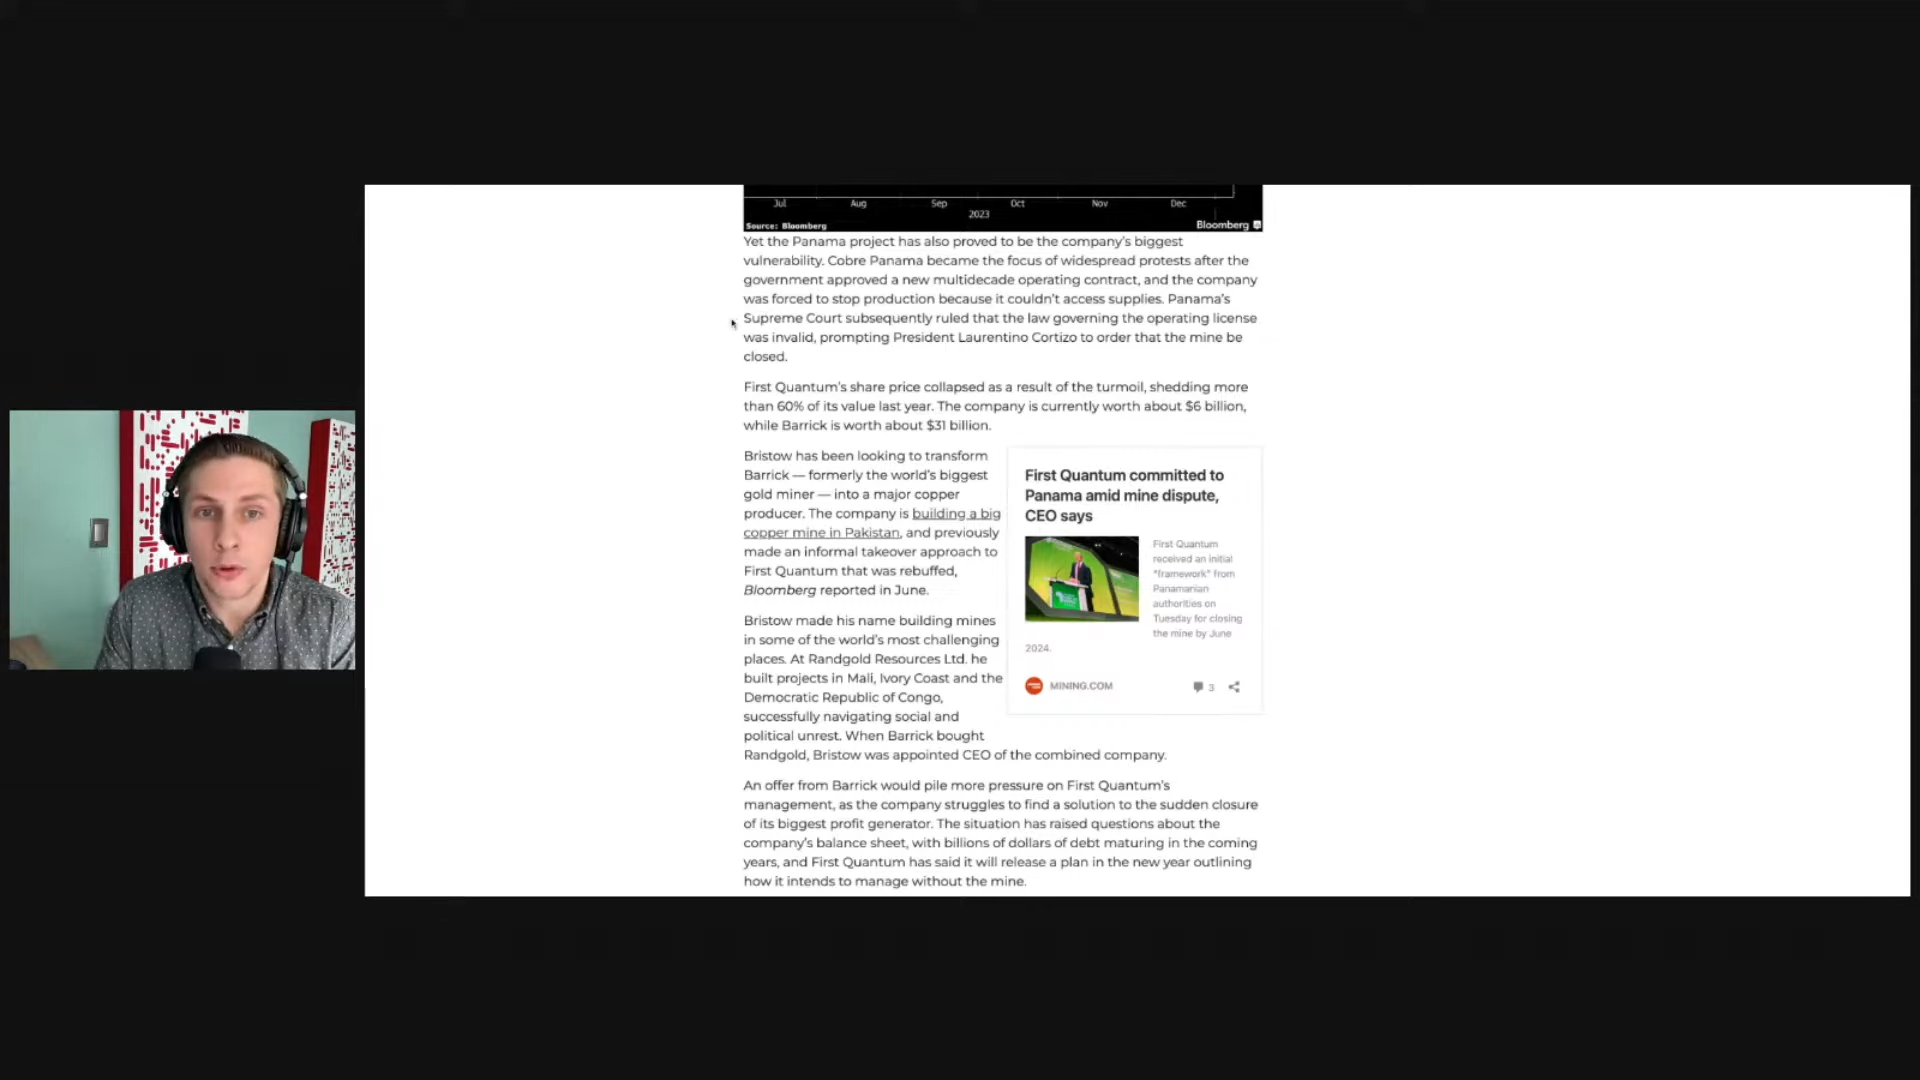 Jul Aug Sep Oct Nov Dec
2023
Source: Bloomberg Bloomberg
Yet the Panama project has also proved to be the company's biggest
vulnerability. Cobre Panama became the focus of widespread protests after the
government approved a new multidecade operating contract, and the company
was forced to stop production because it couldn't access supplies. Panama's
Supreme Court subsequently ruled that the law governing the operating license
was invalid, prompting President Laurentino Cortizo to order that the mine be
closed.
First Quantum's share price collapsed as a result of the turmoil, shedding more
than 60% of its value last year. The company is currently worth about $6 billion,
while Barrick is worth about $31 billion.
Bristow has been looking to transform
Barrick — formerly the world's biggest
gold miner — into a major copper
producer. The company is building a big
copper mine in Pakistan, and previously
made an informal takeover approach to
First Quantum that was rebuffed,
Bloomberg reported in June.
Bristow made his name building mines
in some of the world's most challenging
places. At Randgold Resources Ltd. he
built projects in Mali, Ivory Coast and the
Democratic Republic of Congo,
successfully navigating social and
political unrest. When Barrick bought
Randgold, Bristow was appointed CEO of the combined company.
First Quantum committed to
Panama amid mine dispute,
CEO says
First Quantum
received an initial
"framework" from
Panamanian
authorities on
Tuesday for closing
the mine by June
2024.
MINING.COM 3
An offer from Barrick would pile more pressure on First Quantum's
management, as the company struggles to find a solution to the sudden closure
of its biggest profit generator. The situation has raised questions about the
company's balance sheet, with billions of dollars of debt maturing in the coming
years, and First Quantum has said it will release a plan in the new year outlining
how it intends to manage without the mine.